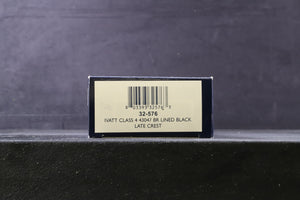 32-576
IVATT CLASS 4 43047 BR LINED BLACK
LATE CREST